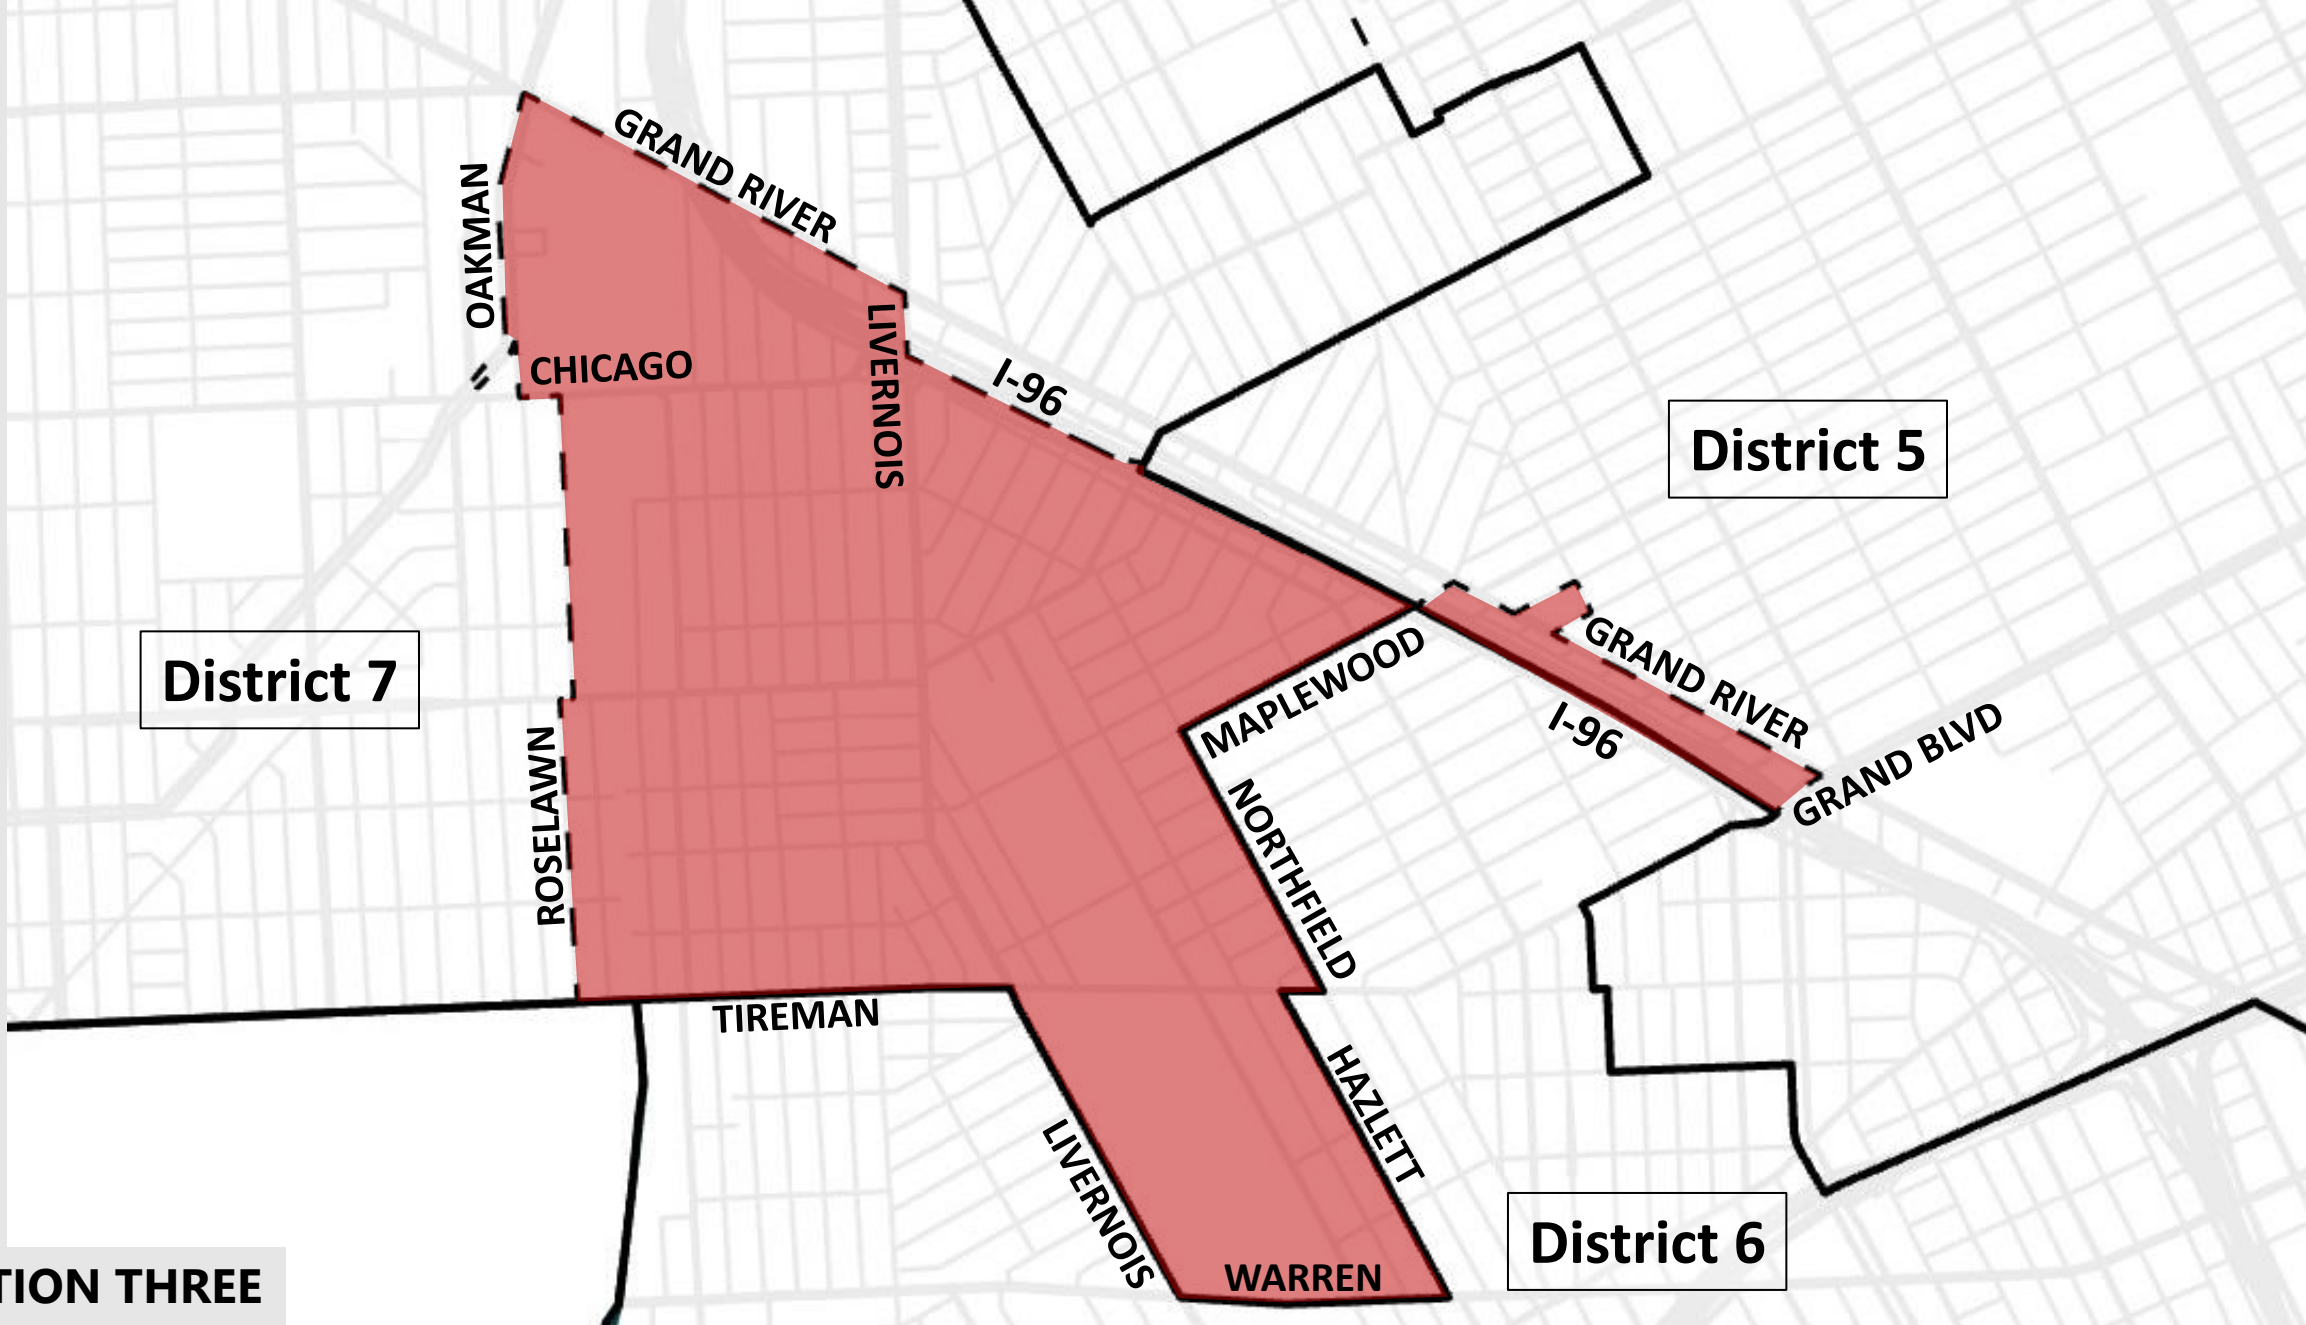 GRAND RIVER
OAKMAN
LIVERNOIS
CHICAGO
I-96
District 5
GRAND RIVER
MAPLEWOOD
District 7
I-96
GRAND BLVD
ROSELAWN
NORTHFIELD
TIREMAN
HAZLETT
LIVERNOIS
District 6
WARREN
TION THREE